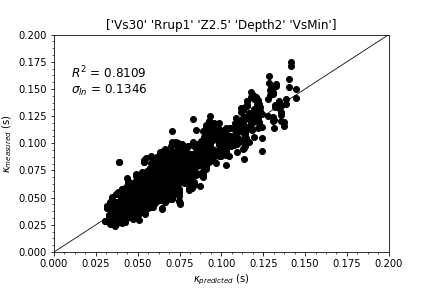 ['Vs30' 'Rrup1' 'Z2.5' 'Depth2' 'VsMin']
0.200
0.175
0.150
0.125
0.100
0.075
0.050
0.025
0.000
κmeasured (s)
R² = 0.8109
σln = 0.1346
0.000 0.025 0.050 0.075 0.100 0.125 0.150 0.175 0.200
κpredicted (s)